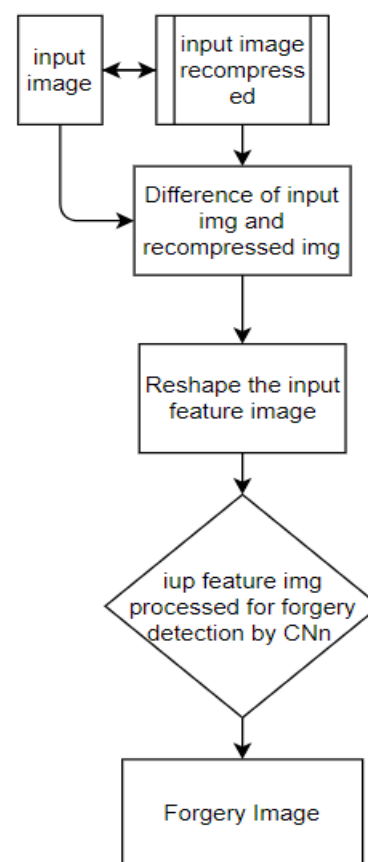 input
image
input image
recompress
ed
Difference of input
img and
recompressed img
Reshape the input
feature image
iup feature img
processed for forgery
detection by CNn
Forgery Image